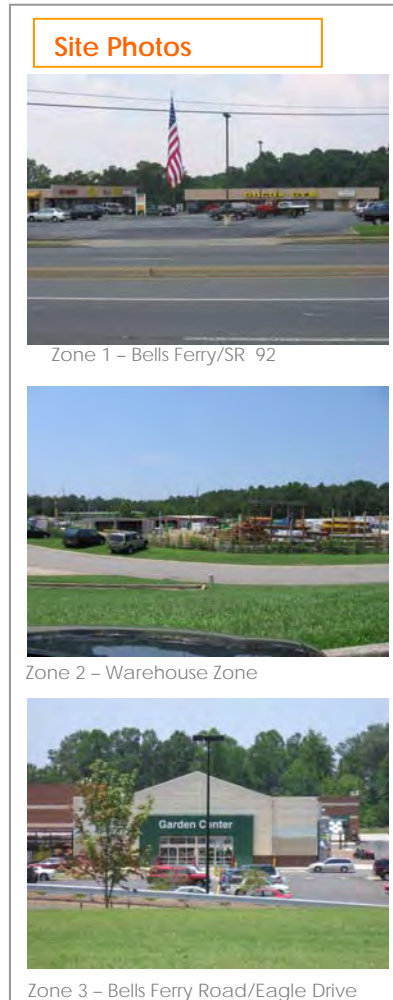 Site Photos
Zone 1 – Bells Ferry/SR 92
Zone 2 – Warehouse Zone
Garden Center
Zone 3 – Bells Ferry Road/Eagle Drive